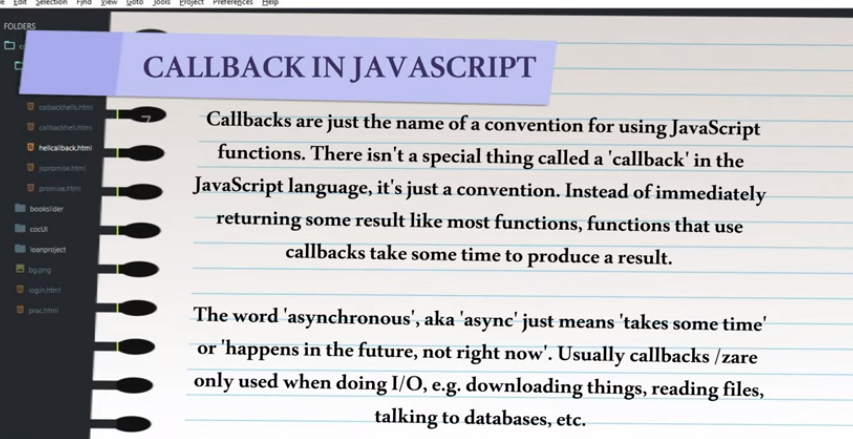 Edit Selection Find View Goto Tools Project Preferences Help
FOLDERS
CALLBACK IN JAVASCRIPT
callbackhells.html
callbackhell.html
hellcallback.html
jspromise.html
promise.html
bookslider
cocUI
loanproject
bg.png
login.html
prac.html
Callbacks are just the name of a convention for using JavaScript
functions. There isn't a special thing called a 'callback' in the
JavaScript language, it's just a convention. Instead of immediately
returning some result like most functions, functions that use
callbacks take some time to produce a result.
The word 'asynchronous', aka 'async' just means 'takes some time'
or 'happens in the future, not right now'. Usually callbacks /zare
only used when doing I/O, e.g. downloading things, reading files,
talking to databases, etc.